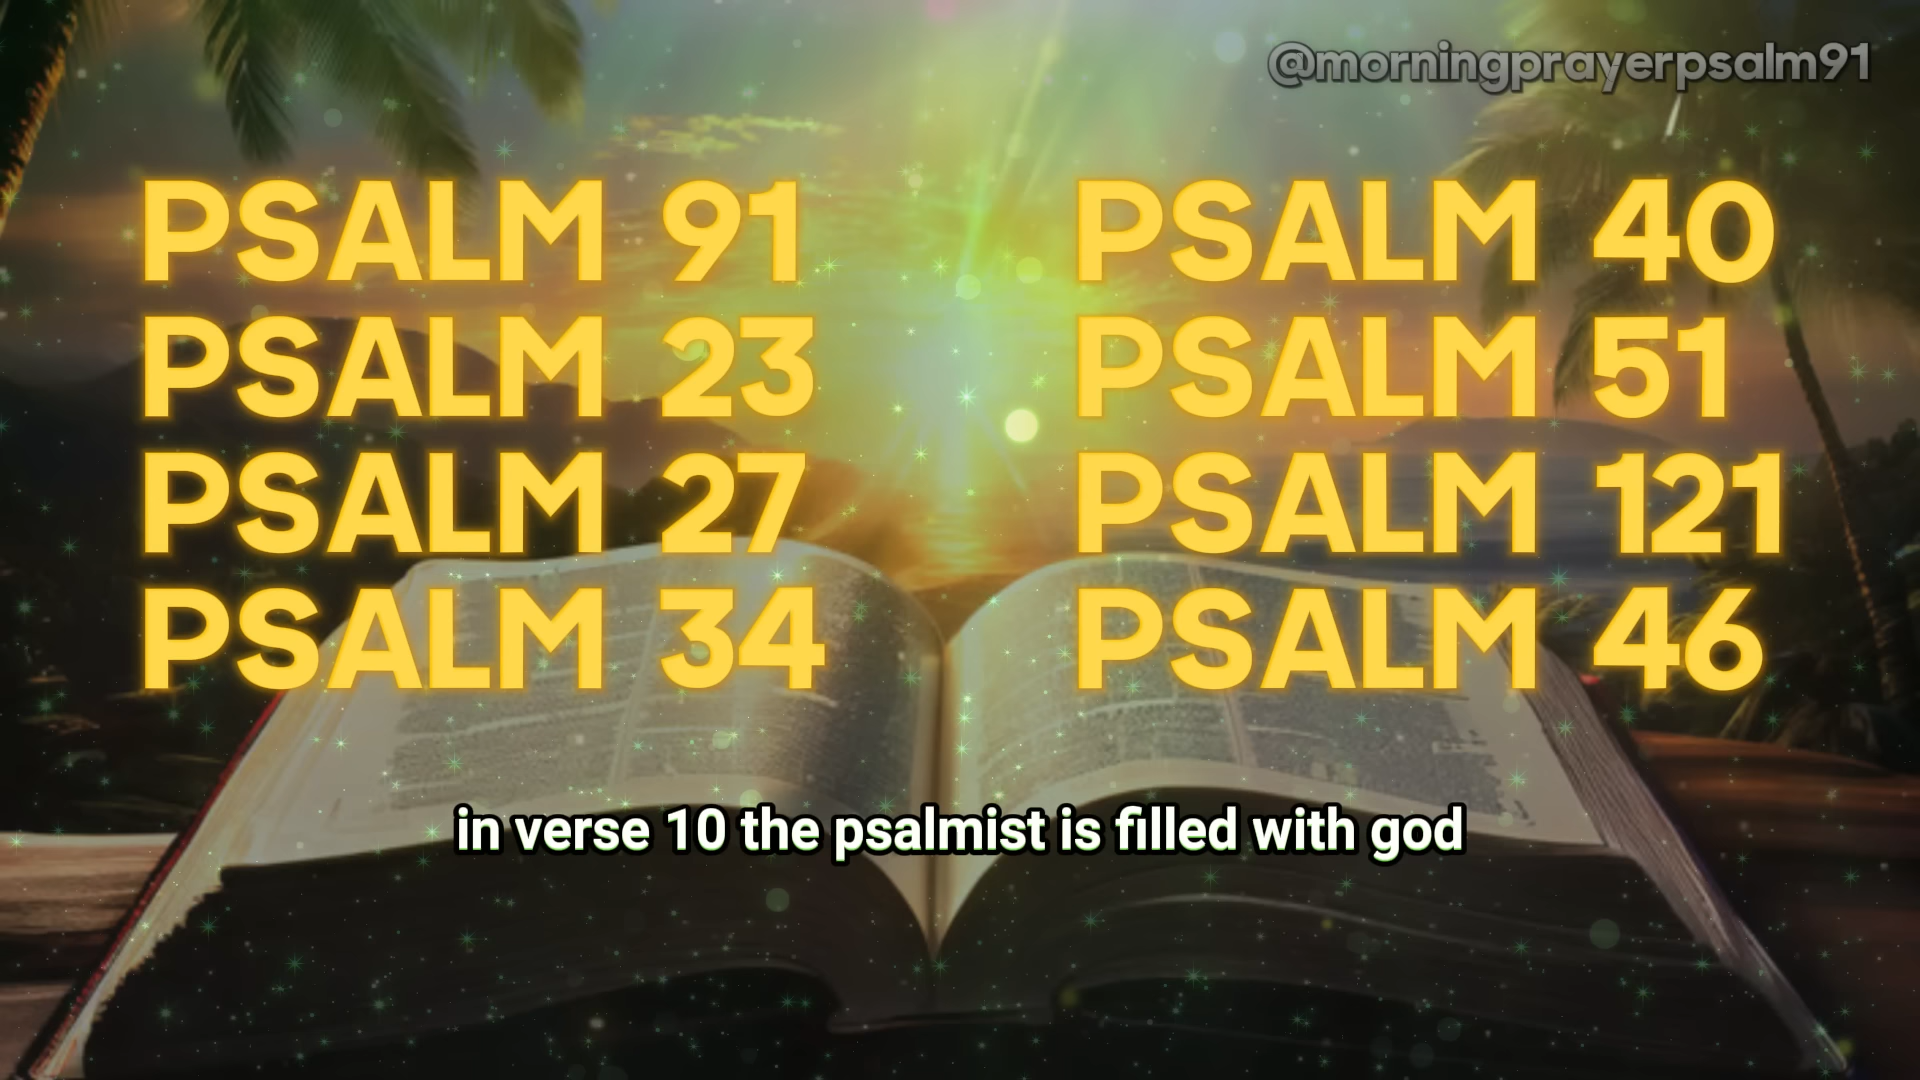 @morningprayerpsalm91
PSALM 91
PSALM 23
PSALM 27
PSALM 34
PSALM 40
PSALM 51
PSALM 121
PSALM 46
in verse 10 the psalmist is filled with god